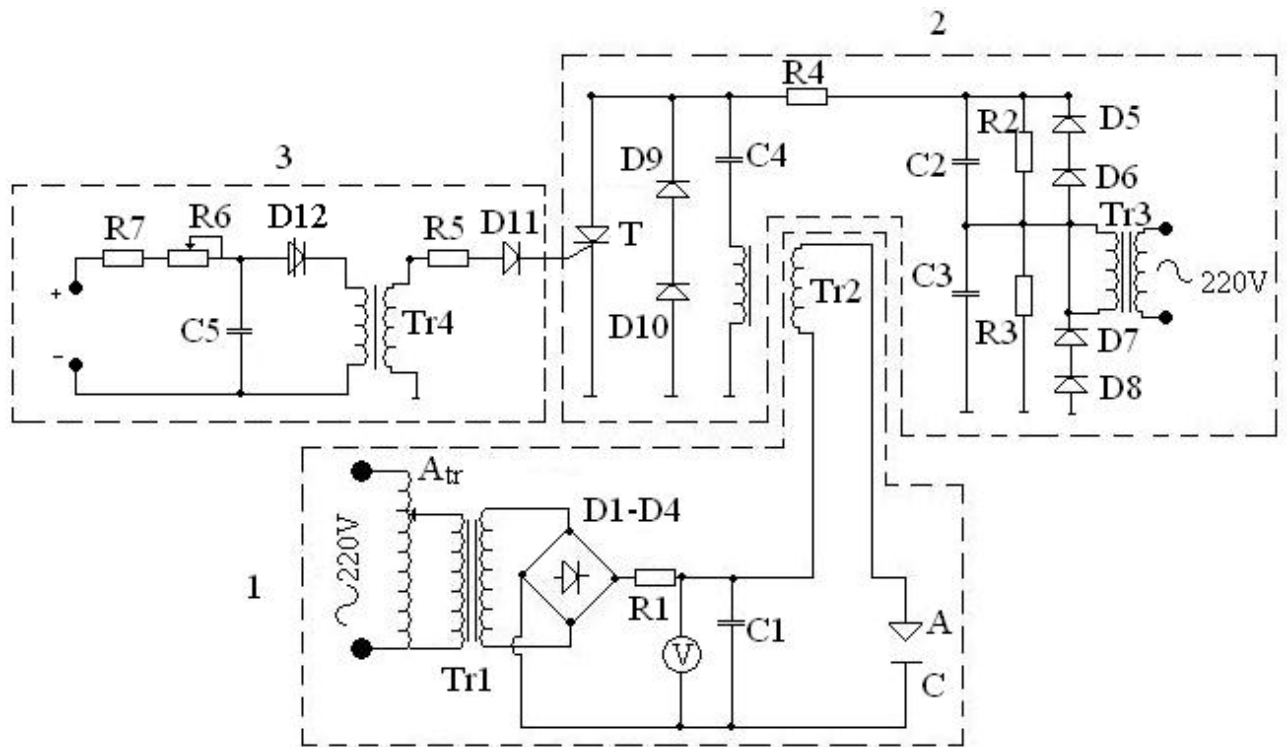 2
R4
R2
D5
D9
C4
C2
D6
3
D12
D11
Tr3
R7
R6
R5
T
C3
220V
+
Tr2
−
C5
Tr4
D10
R3
D7
D8
Atr
D1-D4
220V
1
R1
C1
A
V
Tr1
C